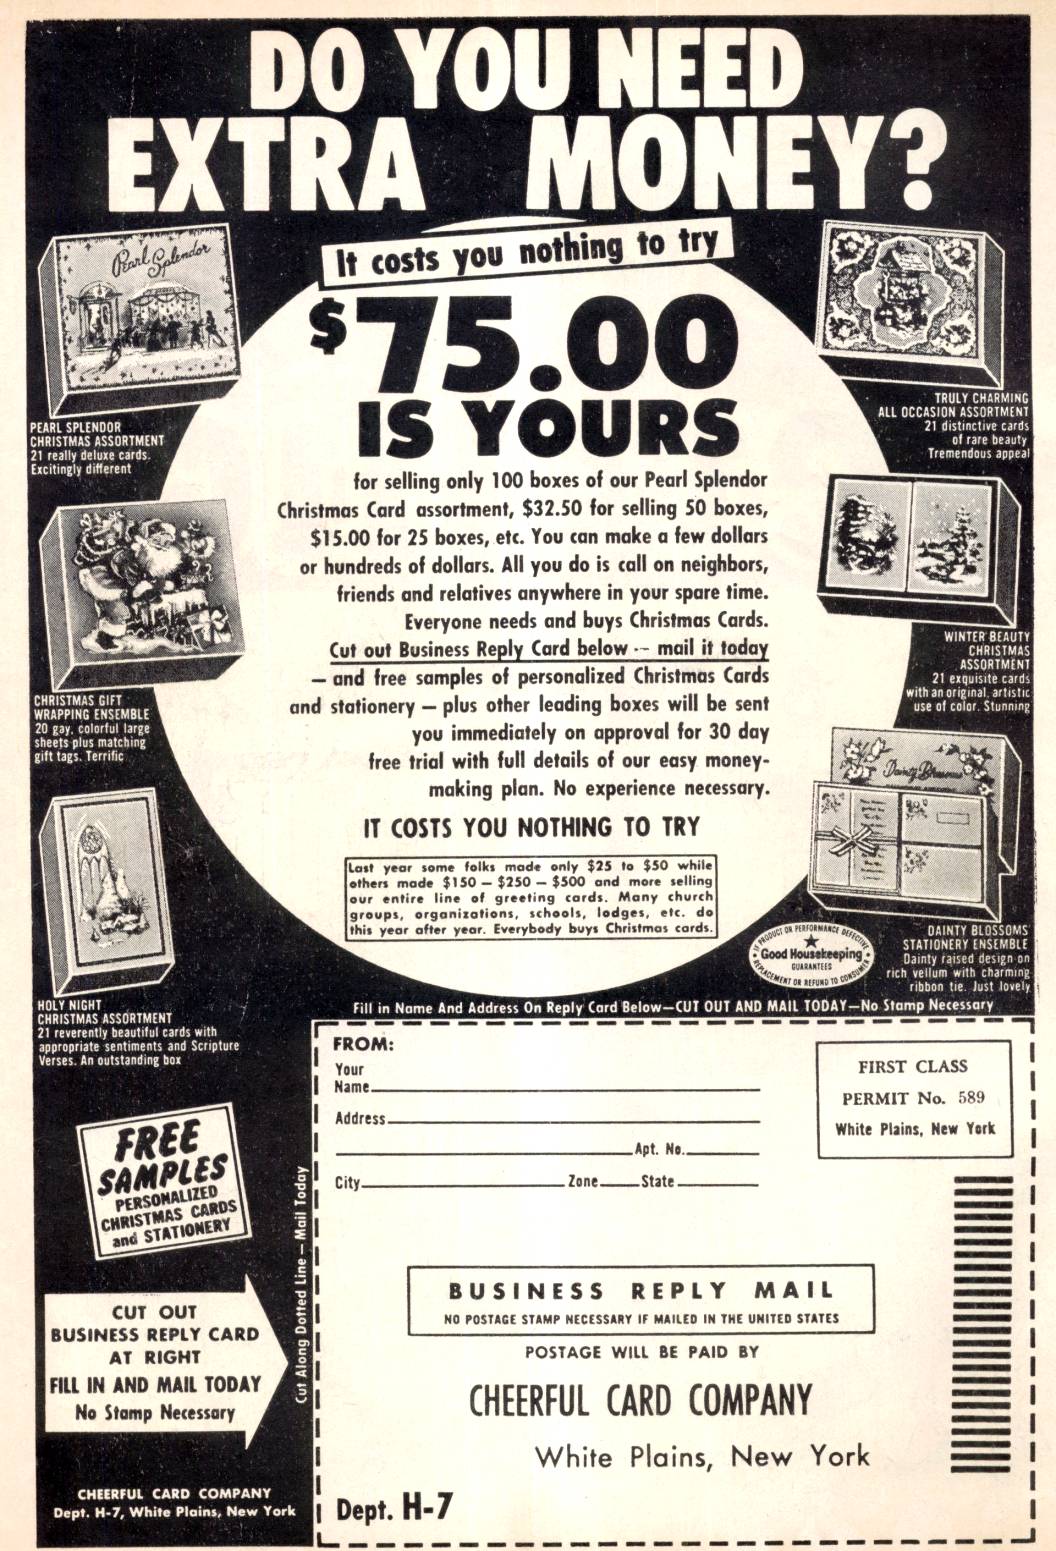 DO YOU NEED
EXTRA MONEY?
It costs you nothing to try
$75.00
IS YOURS
for selling only 100 boxes of our Pearl Splendor
Christmas Card assortment, $32.50 for selling 50 boxes,
$15.00 for 25 boxes, etc. You can make a few dollars
or hundreds of dollars. All you do is call on neighbors,
friends and relatives anywhere in your spare time.
Everyone needs and buys Christmas Cards.
Cut out Business Reply Card below -- mail it today
— and free samples of personalized Christmas Cards
and stationery — plus other leading boxes will be sent
you immediately on approval for 30 day
free trial with full details of our easy money-
making plan. No experience necessary.
IT COSTS YOU NOTHING TO TRY
Last year some folks made only $25 to $50 while
others made $150 — $250 — $500 and more selling
our entire line of greeting cards. Many church
groups, organizations, schools, lodges, etc. do
this year after year. Everybody buys Christmas cards.
Pearl Splendor
PEARL SPLENDOR
CHRISTMAS ASSORTMENT
21 really deluxe cards.
Excitingly different
CHRISTMAS GIFT
WRAPPING ENSEMBLE
20 gay, colorful large
sheets plus matching
gift tags. Terrific
HOLY NIGHT
CHRISTMAS ASSORTMENT
21 reverently beautiful cards with
appropriate sentiments and Scripture
Verses. An outstanding box
TRULY CHARMING
ALL OCCASION ASSORTMENT
21 distinctive cards
of rare beauty
Tremendous appeal
WINTER BEAUTY
CHRISTMAS
ASSORTMENT
21 exquisite cards
with an original, artistic
use of color. Stunning
Dainty Blossoms
DAINTY BLOSSOMS
STATIONERY ENSEMBLE
Dainty raised design on
rich vellum with charming
ribbon tie. Just lovely
IF PRODUCT OR PERFORMANCE DEFECTIVE
Good Housekeeping
GUARANTEES
REPLACEMENT OR REFUND TO CONSUMER
Fill in Name And Address On Reply Card Below—CUT OUT AND MAIL TODAY—No Stamp Necessary
FREE
SAMPLES
PERSONALIZED
CHRISTMAS CARDS
and STATIONERY
CUT OUT
BUSINESS REPLY CARD
AT RIGHT
FILL IN AND MAIL TODAY
No Stamp Necessary
CHEERFUL CARD COMPANY
Dept. H-7, White Plains, New York
Cut Along Dotted Line — Mail Today
FROM:
Your
Name
Address
Apt. No.
City Zone State
FIRST CLASS
PERMIT No. 589
White Plains, New York
BUSINESS REPLY MAIL
NO POSTAGE STAMP NECESSARY IF MAILED IN THE UNITED STATES
POSTAGE WILL BE PAID BY
CHEERFUL CARD COMPANY
White Plains, New York
Dept. H-7